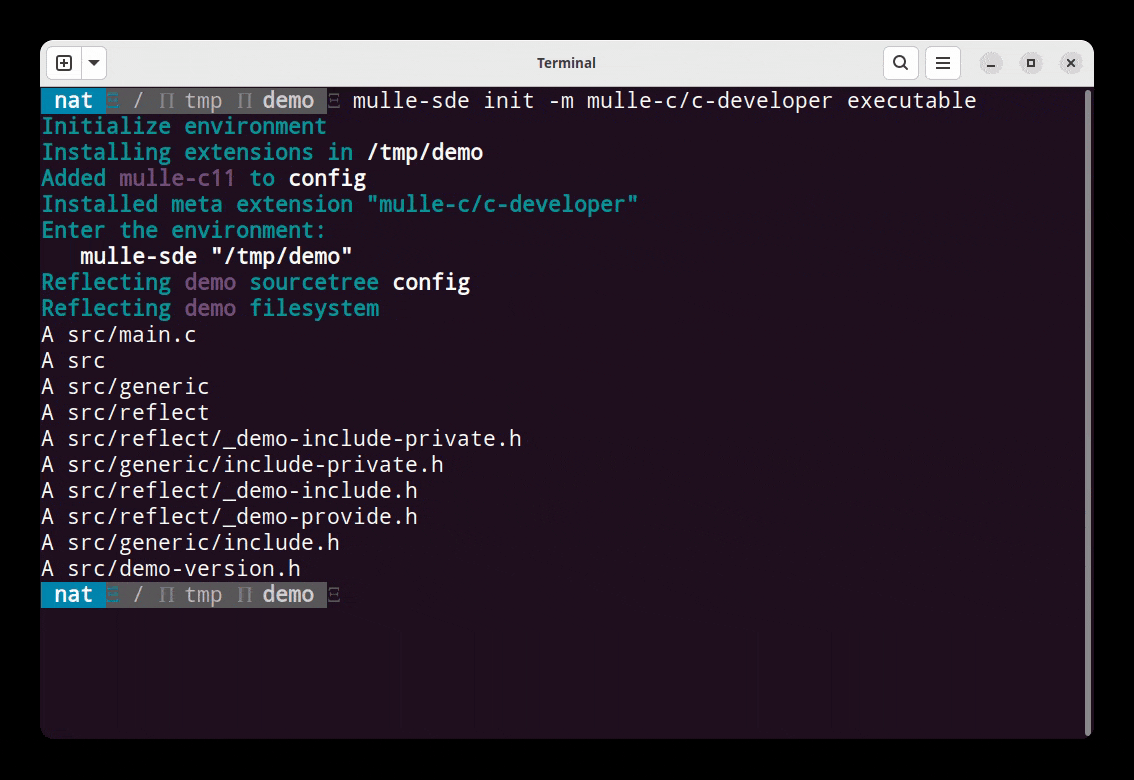 Terminal
nat Ξ / Π tmp Π demo Ξ mulle-sde init -m mulle-c/c-developer executable
Initialize environment
Installing extensions in /tmp/demo
Added mulle-c11 to config
Installed meta extension "mulle-c/c-developer"
Enter the environment:
   mulle-sde "/tmp/demo"
Reflecting demo sourcetree config
Reflecting demo filesystem
A src/main.c
A src
A src/generic
A src/reflect
A src/reflect/_demo-include-private.h
A src/generic/include-private.h
A src/reflect/_demo-include.h
A src/reflect/_demo-provide.h
A src/generic/include.h
A src/demo-version.h
nat Ξ / Π tmp Π demo Ξ